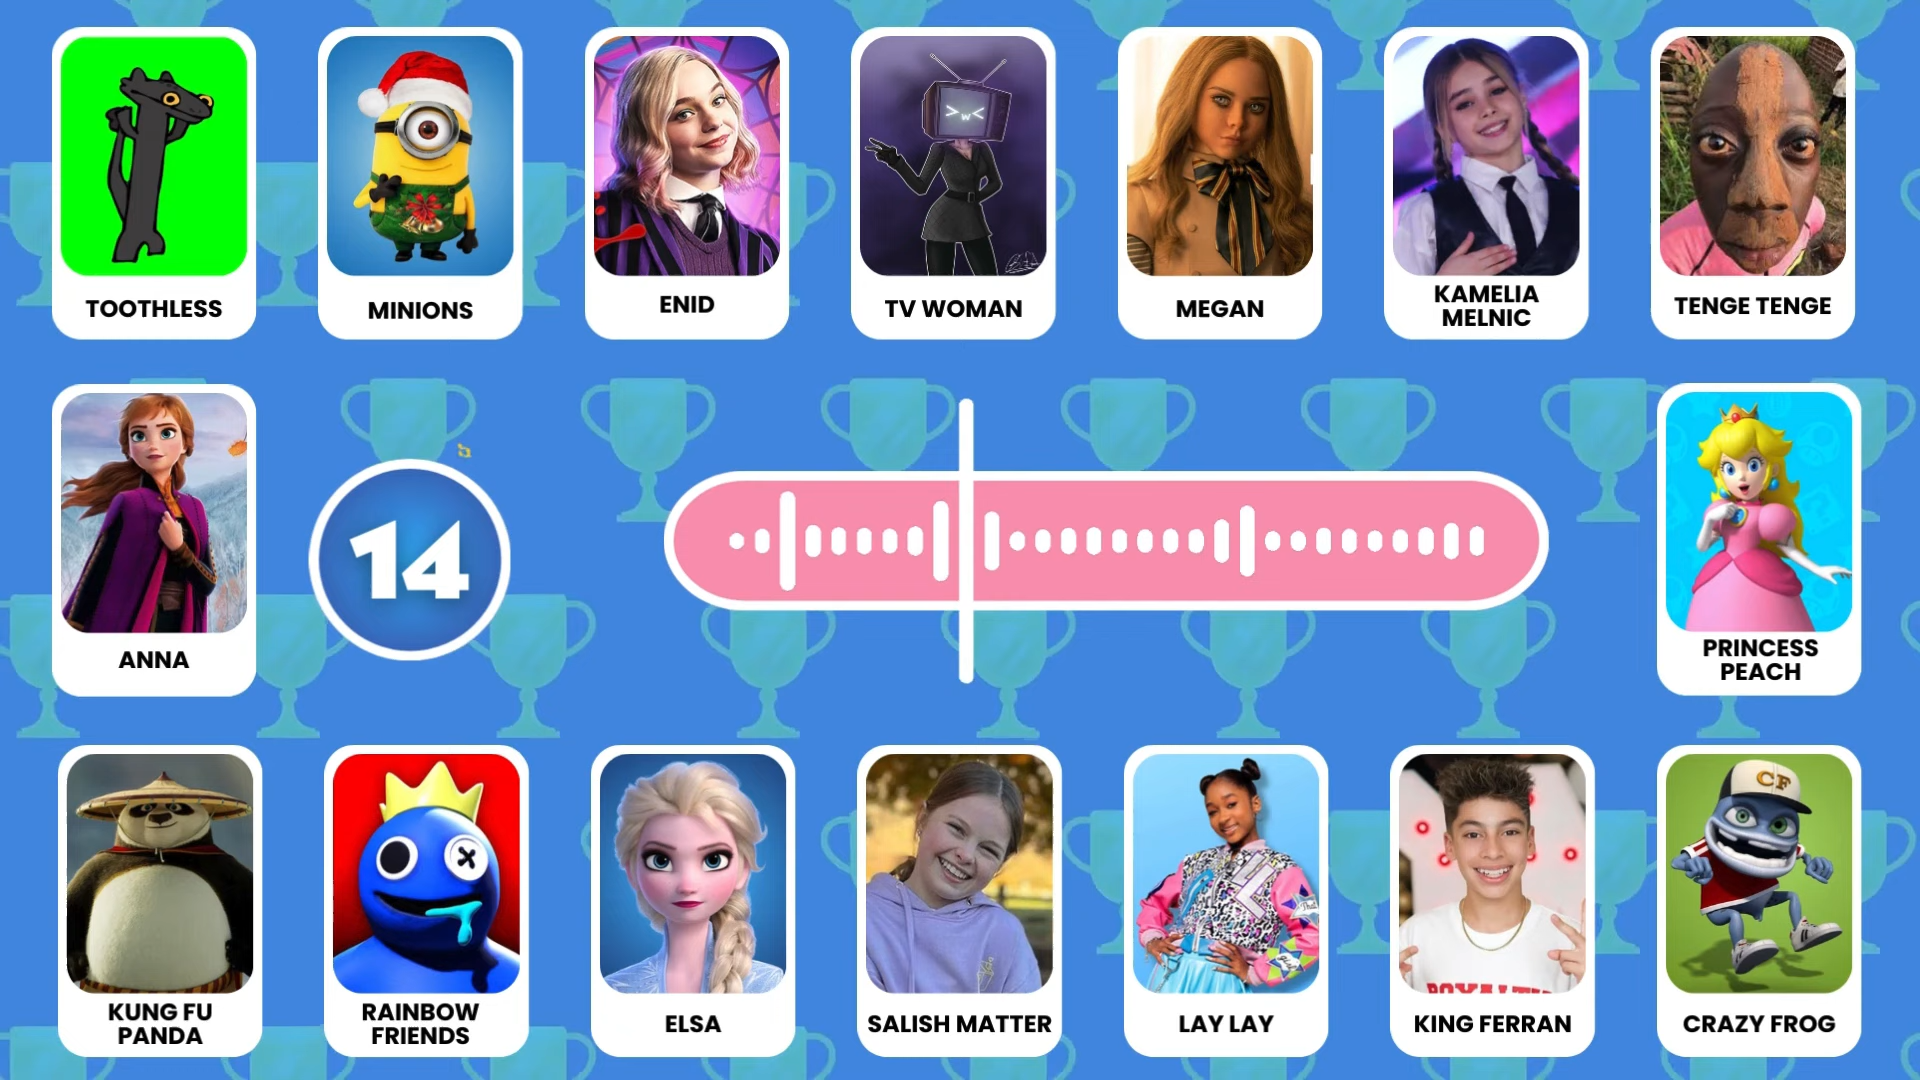 TOOTHLESS
MINIONS
ENID
TV WOMAN
MEGAN
KAMELIA
MELNIC
TENGE TENGE
ANNA
14
PRINCESS
PEACH
KUNG FU
PANDA
RAINBOW
FRIENDS
ELSA
SALISH MATTER
LAY LAY
KING FERRAN
CF
CRAZY FROG